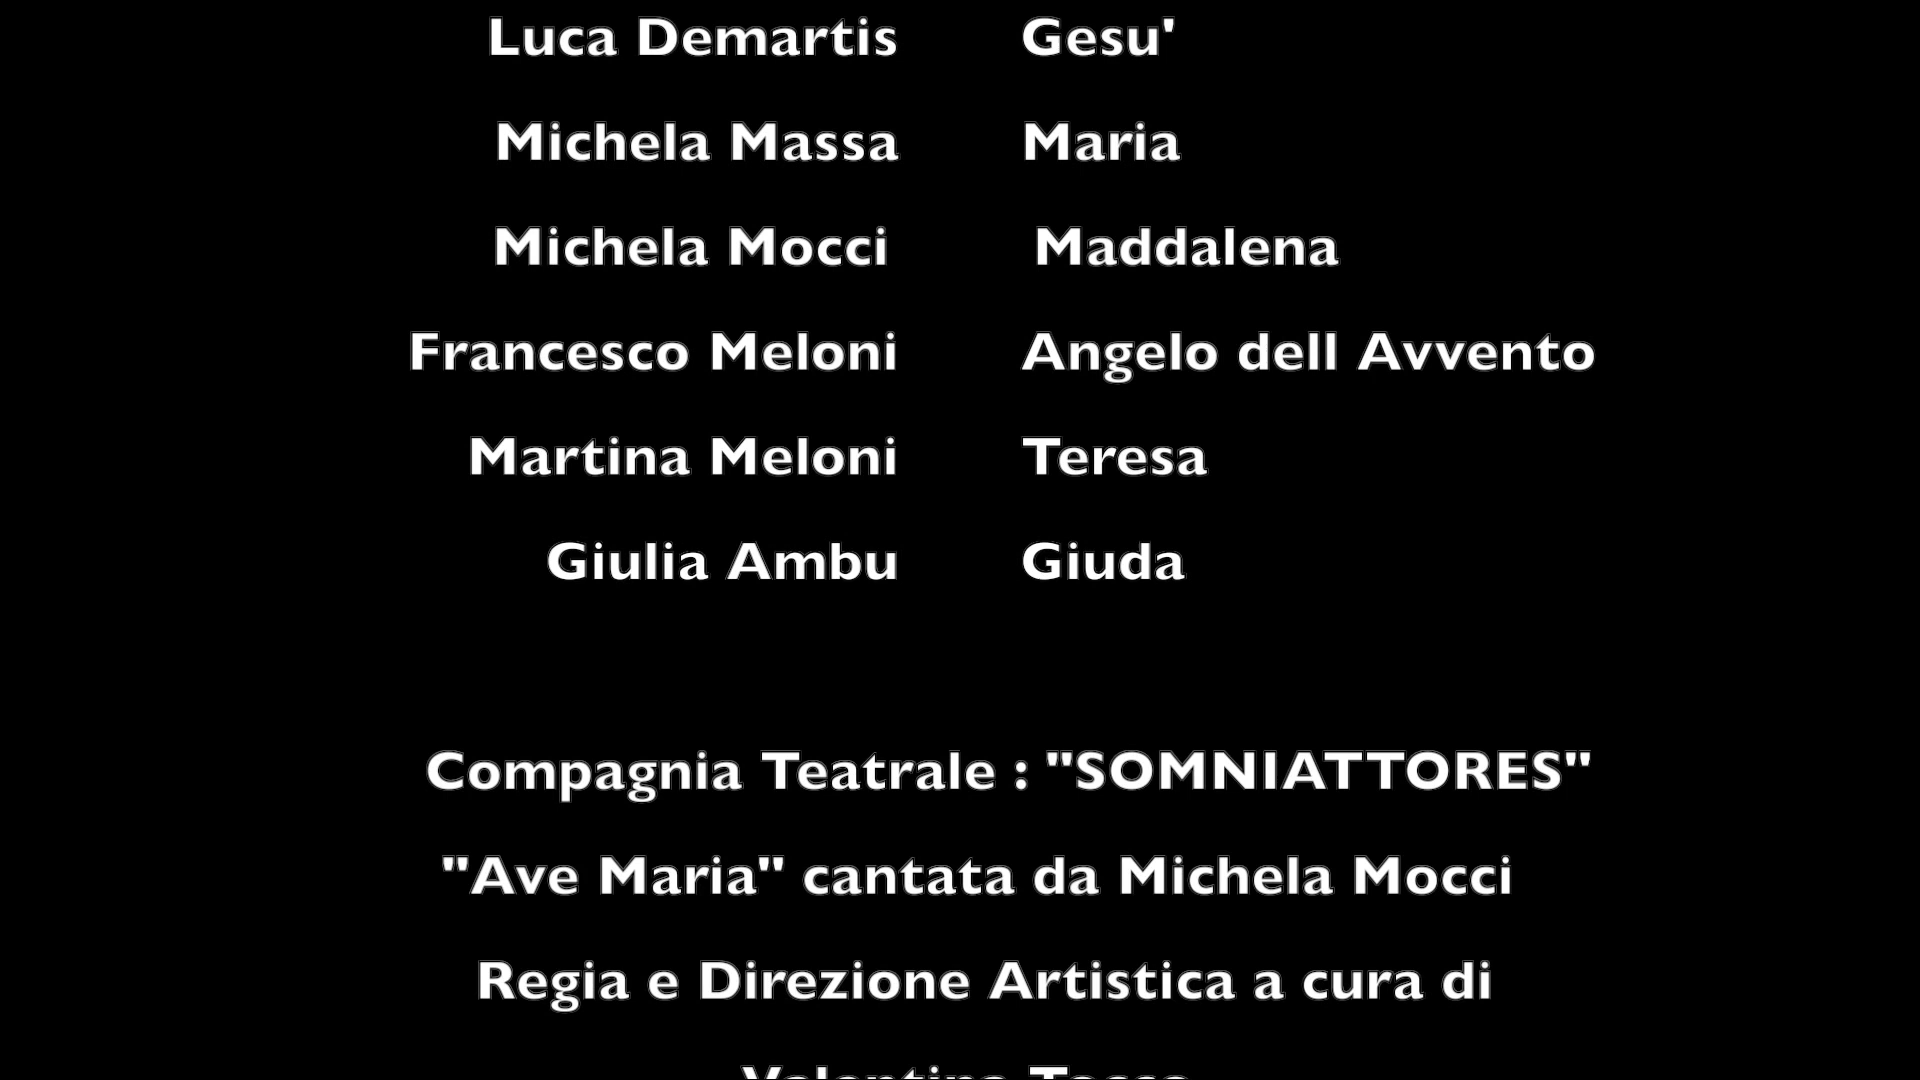 Luca Demartis Gesu'
Michela Massa Maria
Michela Mocci Maddalena
Francesco Meloni Angelo dell Avvento
Martina Meloni Teresa
Giulia Ambu Giuda
Compagnia Teatrale : "SOMNIATTORES"
"Ave Maria" cantata da Michela Mocci
Regia e Direzione Artistica a cura di